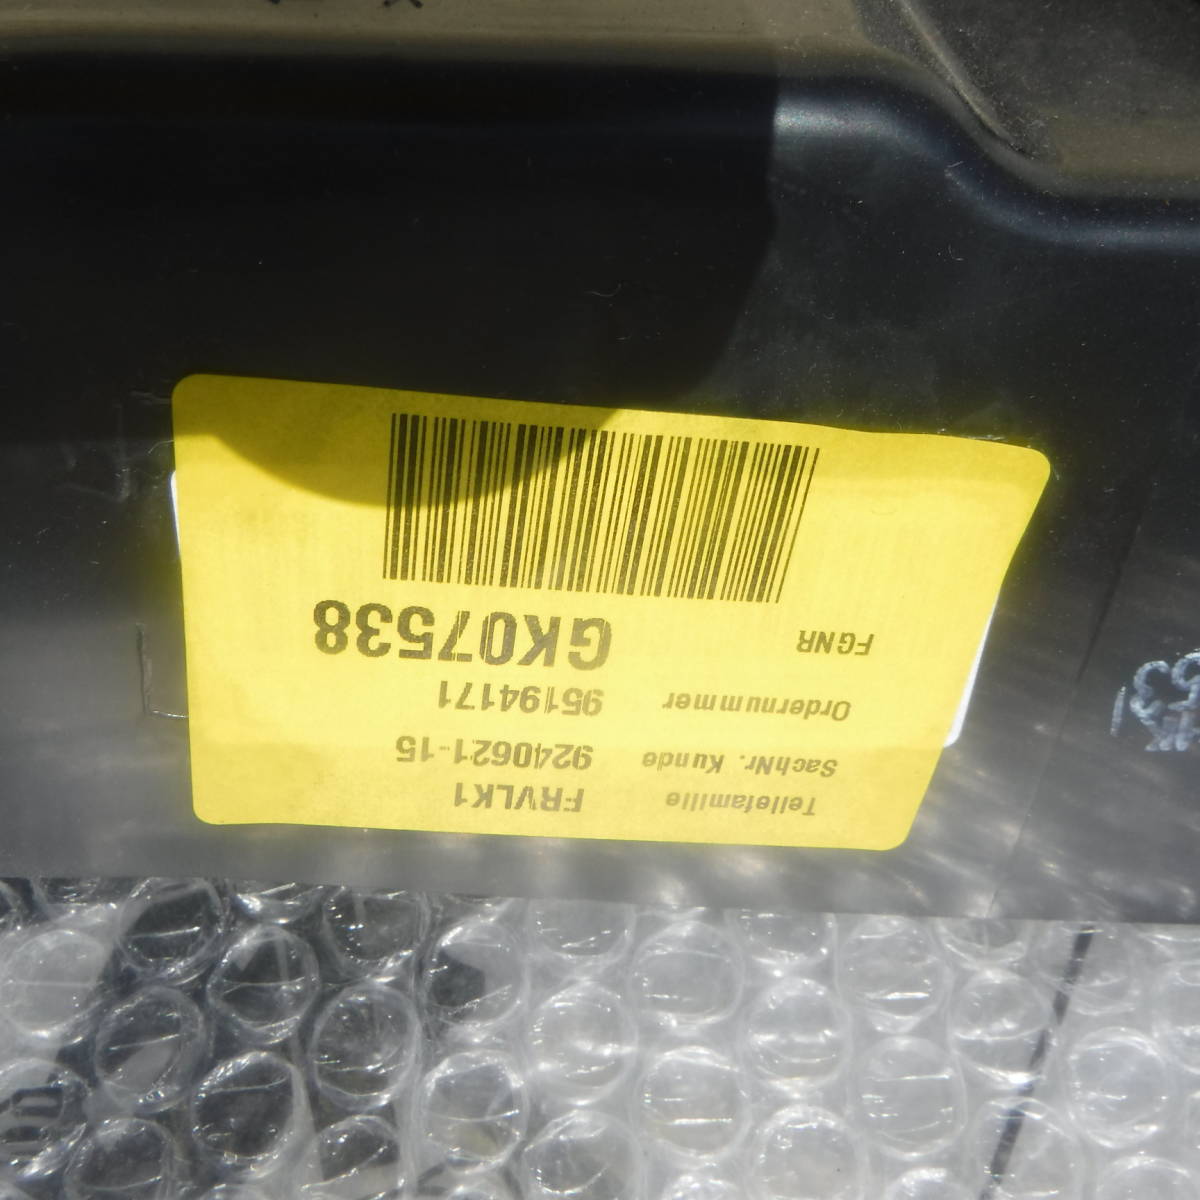 Teilefamilie FRVLK1
SachNr. Kunde 9240621-15
Ordernummer 95194171
FGNR GK07538